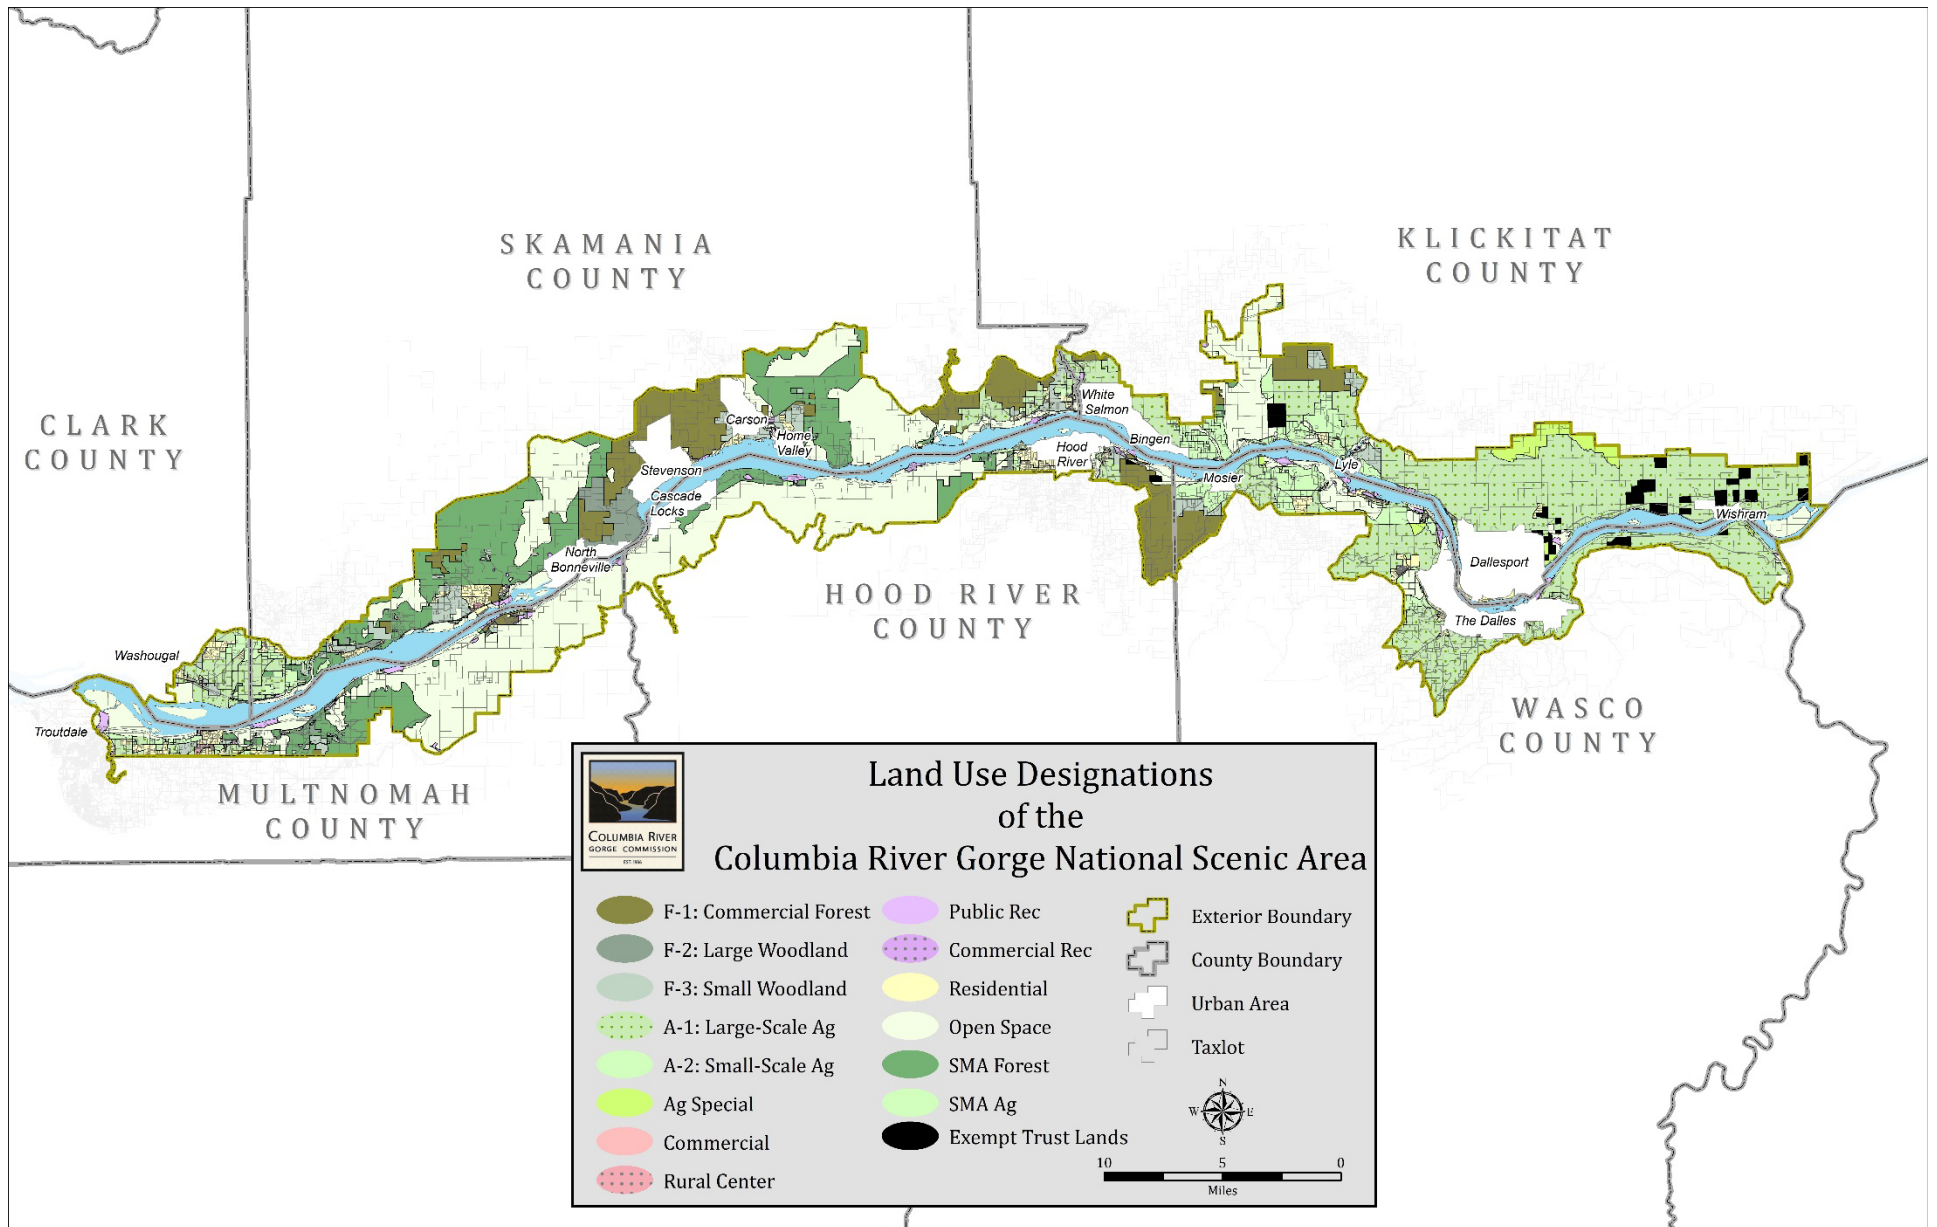 SKAMANIA
COUNTY
KLICKITAT
COUNTY
CLARK
COUNTY
White
Salmon
Carson
Home
Valley
Bingen
Hood
River
Stevenson
Lyle
Mosier
Cascade
Locks
Wishram
North
Bonneville
Dallesport
HOOD RIVER
COUNTY
The Dalles
Washougal
WASCO
COUNTY
Troutdale
MULTNOMAH
COUNTY
Land Use Designations
of the
Columbia River Gorge National Scenic Area
COLUMBIA RIVER
GORGE COMMISSION
EST. 1986
F-1: Commercial Forest
F-2: Large Woodland
F-3: Small Woodland
A-1: Large-Scale Ag
A-2: Small-Scale Ag
Ag Special
Commercial
Rural Center
Public Rec
Commercial Rec
Residential
Open Space
SMA Forest
SMA Ag
Exempt Trust Lands
Exterior Boundary
County Boundary
Urban Area
Taxlot
N
W E
S
10 5 0
Miles